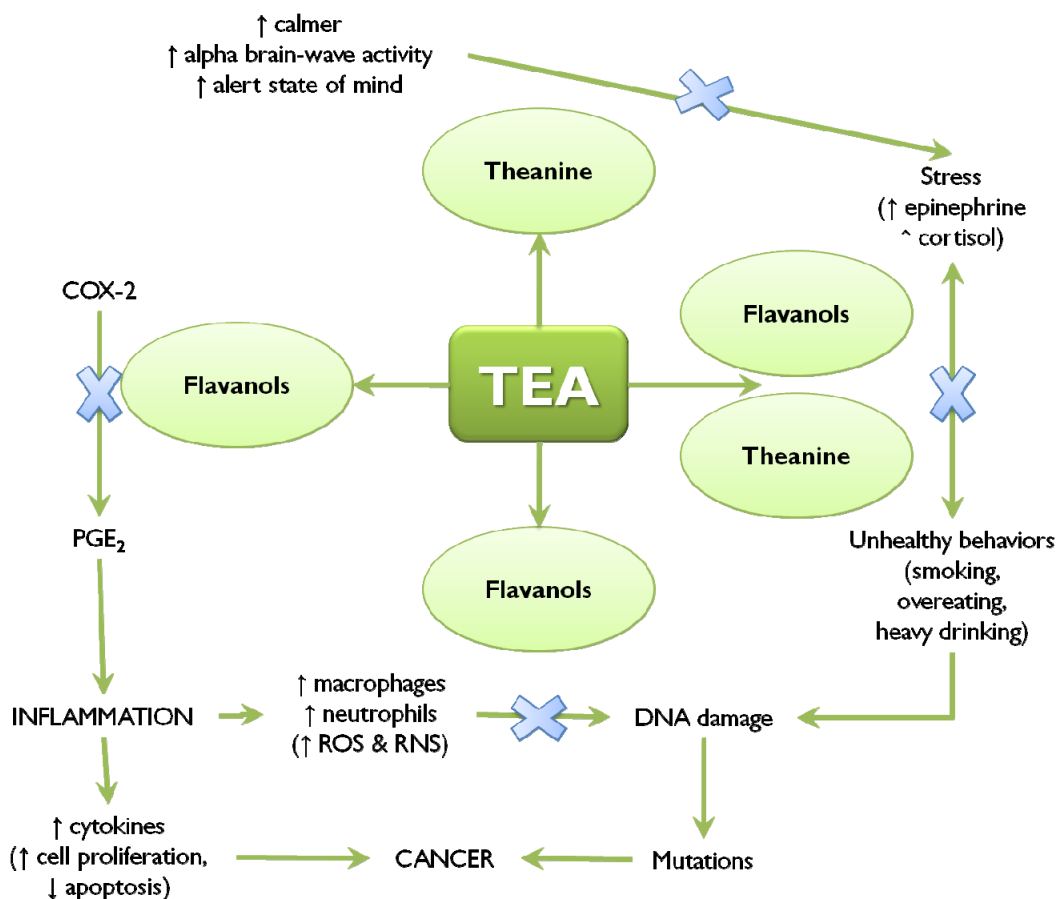 ↑ calmer
↑ alpha brain-wave activity
↑ alert state of mind
Theanine
Stress
(↑ epinephrine
˄ cortisol)
COX-2
Flavanols
TEA
Flavanols
Theanine
PGE₂
Flavanols
Unhealthy behaviors
(smoking,
overeating,
heavy drinking)
INFLAMMATION
↑ macrophages
↑ neutrophils
(↑ ROS & RNS)
DNA damage
↑ cytokines
(↑ cell proliferation,
↓ apoptosis)
CANCER
Mutations